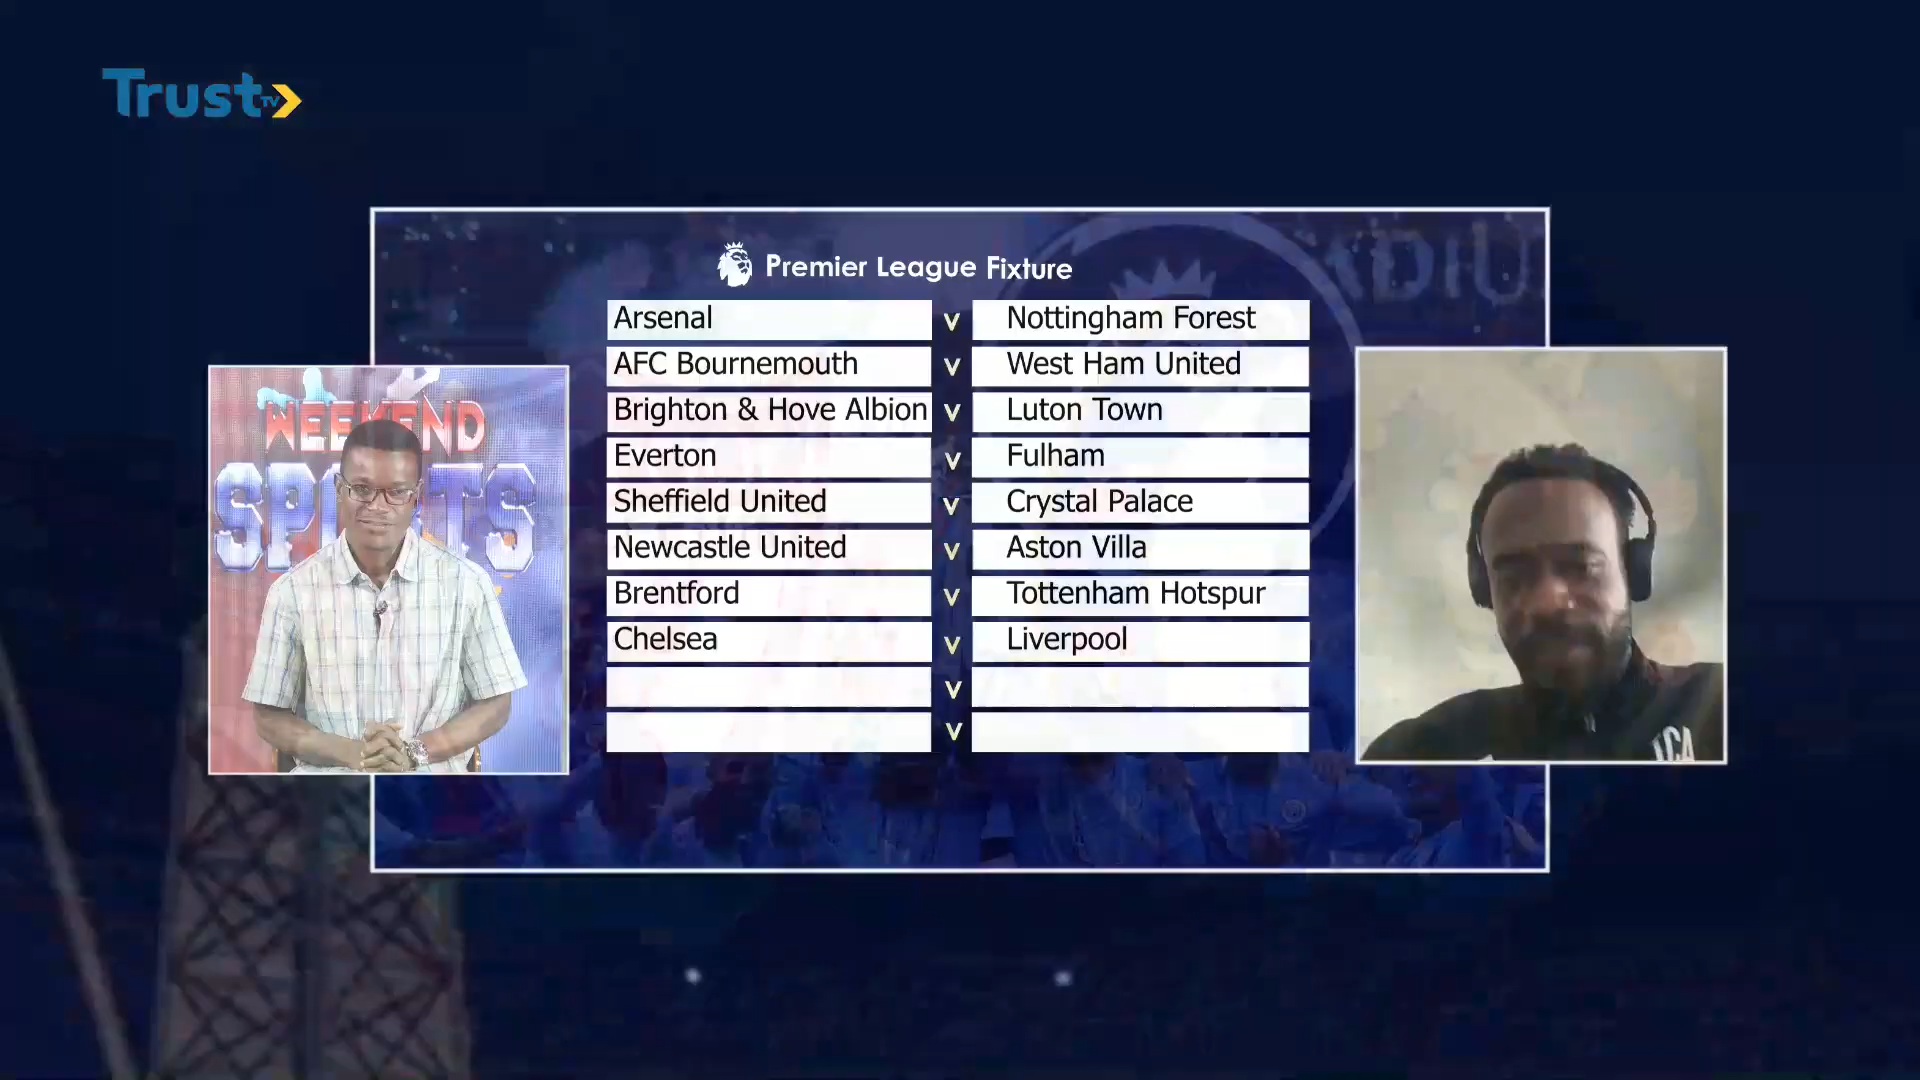 Trust TV
Premier League Fixture
Arsenal v Nottingham Forest
AFC Bournemouth v West Ham United
Brighton & Hove Albion v Luton Town
Everton v Fulham
Sheffield United v Crystal Palace
Newcastle United v Aston Villa
Brentford v Tottenham Hotspur
Chelsea v Liverpool
v
v
WEEKEND
SPORTS